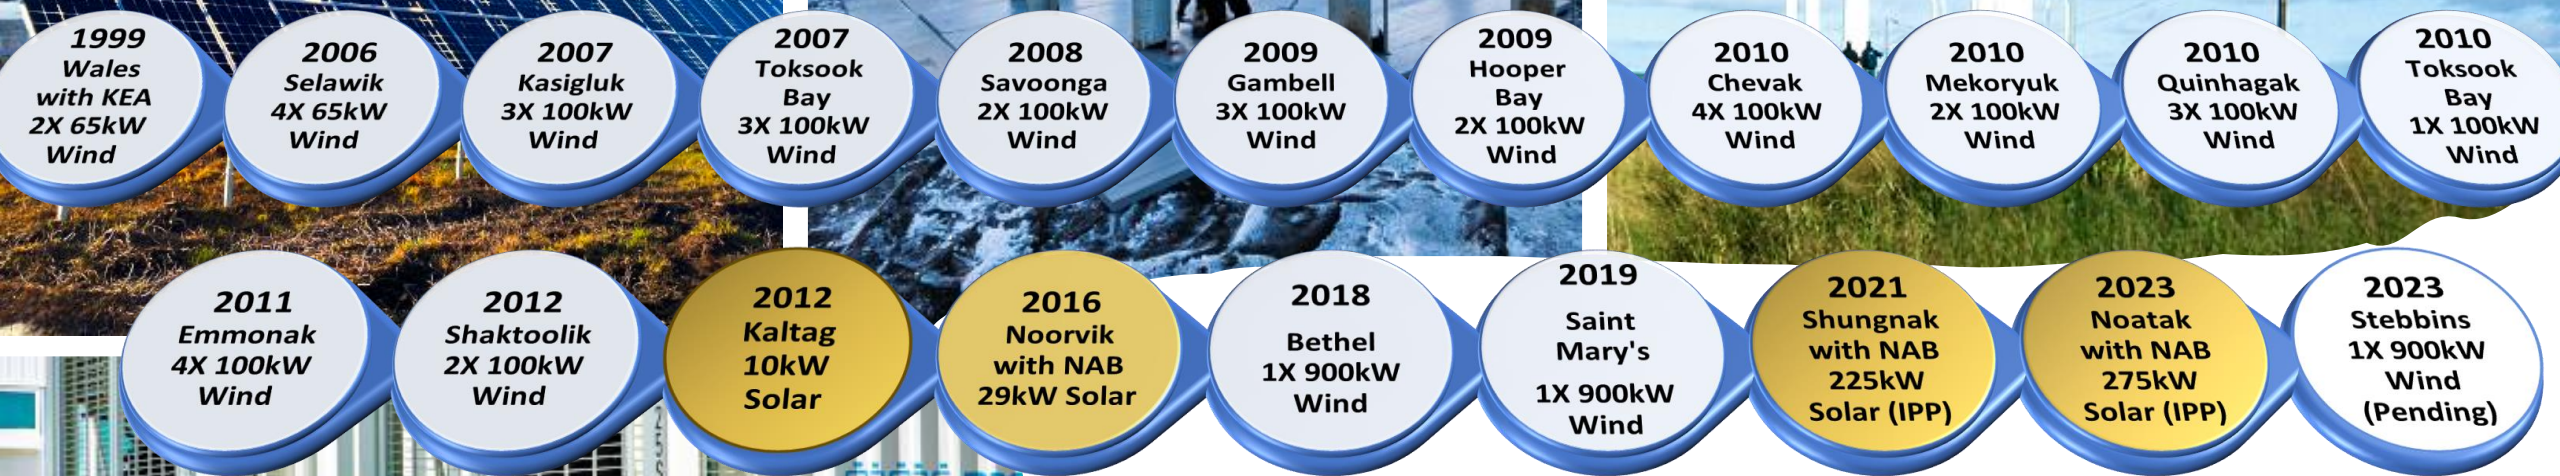 1999
Wales
with KEA
2X 65kW
Wind
2006
Selawik
4X 65kW
Wind
2007
Kasigluk
3X 100kW
Wind
2007
Toksook
Bay
3X 100kW
Wind
2008
Savoonga
2X 100kW
Wind
2009
Gambell
3X 100kW
Wind
2009
Hooper
Bay
2X 100kW
Wind
2010
Chevak
4X 100kW
Wind
2010
Mekoryuk
2X 100kW
Wind
2010
Quinhagak
3X 100kW
Wind
2010
Toksook
Bay
1X 100kW
Wind
2011
Emmonak
4X 100kW
Wind
2012
Shaktoolik
2X 100kW
Wind
2012
Kaltag
10kW
Solar
2016
Noorvik
with NAB
29kW Solar
2018
Bethel
1X 900kW
Wind
2019
Saint
Mary's
1X 900kW
Wind
2021
Shungnak
with NAB
225kW
Solar (IPP)
2023
Noatak
with NAB
275kW
Solar (IPP)
2023
Stebbins
1X 900kW
Wind
(Pending)